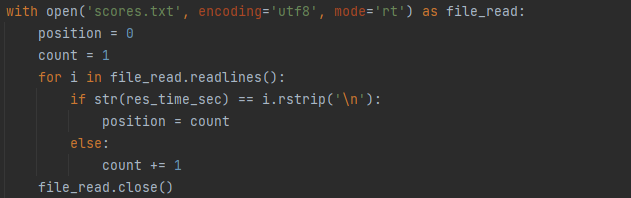 with open('scores.txt', encoding='utf8', mode='rt') as file_read:
    position = 0
    count = 1
    for i in file_read.readlines():
        if str(res_time_sec) == i.rstrip('\n'):
            position = count
        else:
            count += 1
    file_read.close()